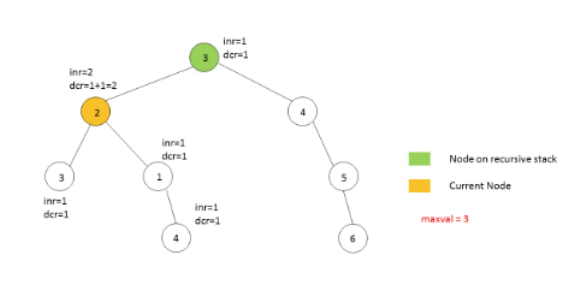 inr=1
3
dcr=1
inr=2
dcr=1+1=2
2
4
inr=1
dcr=1
3
1
5
Node on recursive stack
Current Node
inr=1
dcr=1
inr=1
dcr=1
maxval = 3
4
6